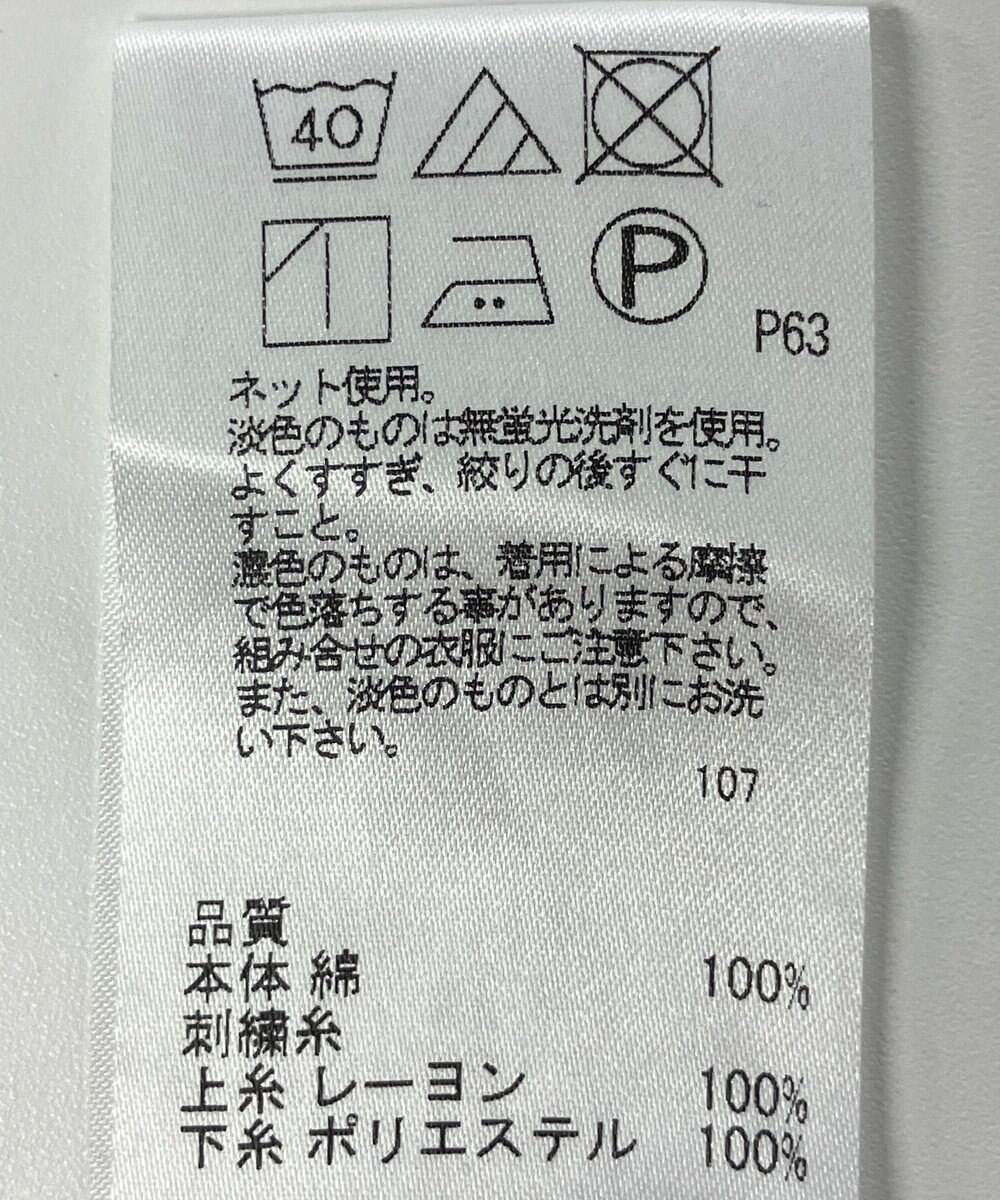 40
P
P63
ネット使用。
淡色のものは無蛍光洗剤を使用。
よくすすぎ、絞りの後すぐに干
すこと。
濃色のものは、着用による摩擦
で色落ちする事がありますので、
組み合せの衣服にご注意下さい。
また、淡色のものとは別にお洗
い下さい。
107
品質
本体 綿 100%
刺繍糸
上糸 レーヨン 100%
下糸 ポリエステル 100%